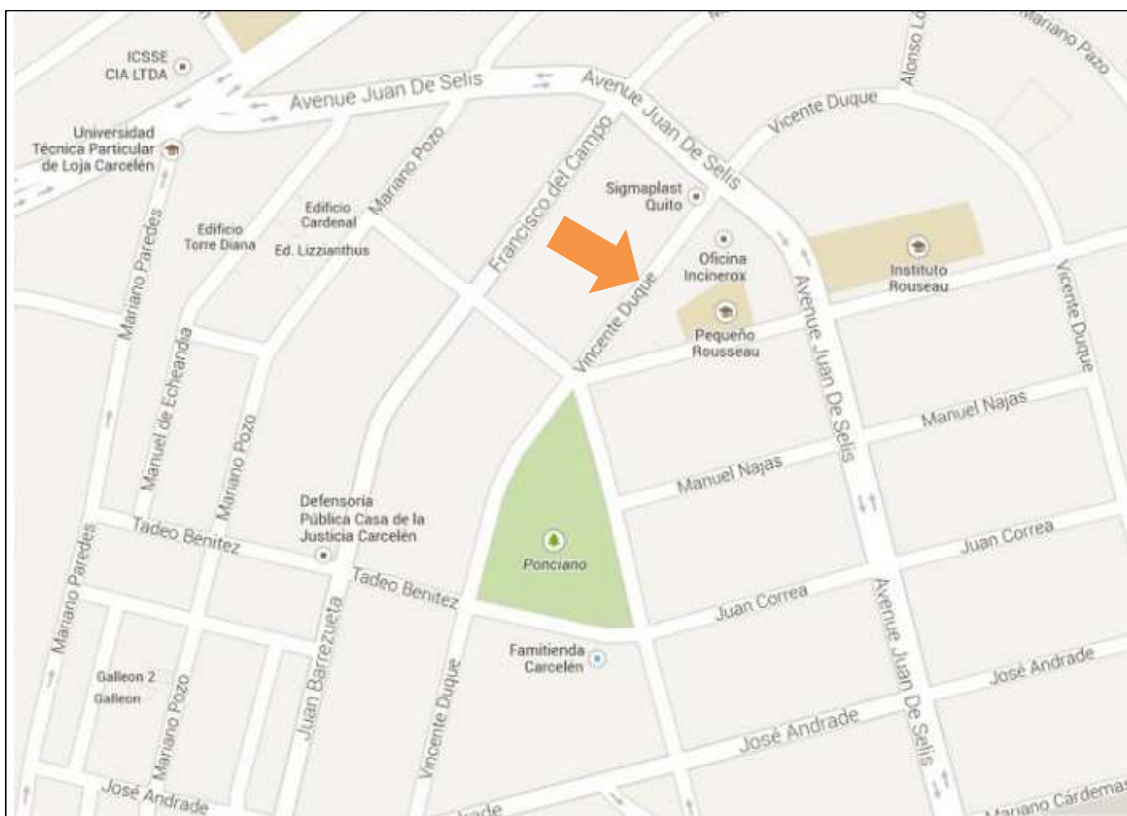 ICSSE
CIA LTDA
Avenue Juan De Selis
Avenue Juan De Selis
Mariano Pazo
Alonso Lo
Vicente Duque
Universidad
Técnica Particular
de Loja Carcelén
Mariano Pozo
Francisco del Campo
Sigmaplast
Quito
Edificio
Cardenal
Edificio
Torre Diana
Ed. Lizzianthus
Oficina
Incinerox
Instituto
Rouseau
Mariano Paredes
Vincente Duque
Vicente Duque
Pequeño
Rousseau
Avenue Juan De Selis
Manuel de Echeandia
Mariano Pozo
Manuel Najas
Manuel Najas
Defensoria
Pública Casa de la
Justicia Carcelén
Tadeo Benitez
Ponciano
Juan Correa
Tadeo Benitez
Juan Correa
Mariano Paredes
Juan Barrezueta
Famitienda
Carcelén
Avenue Juan De Selis
Galleon 2
Galleon
Mariano Pozo
Vincente Duque
José Andrade
José Andrade
José Andrade
drade
Mariano Cárdemas